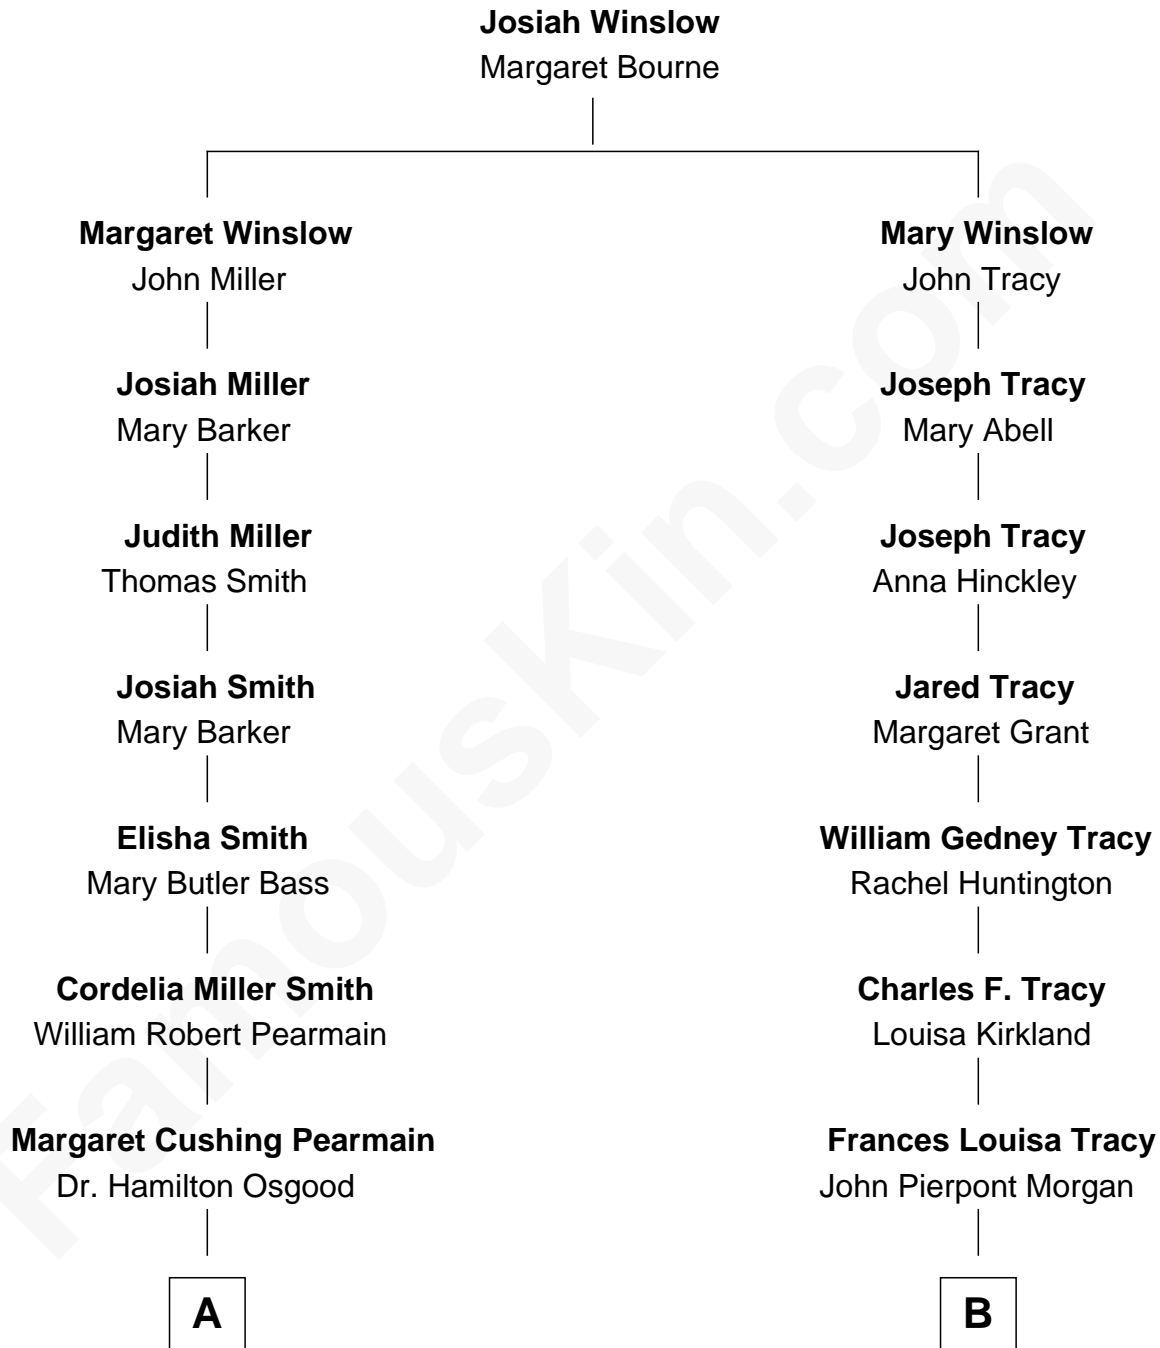 Josiah Winslow
Margaret Bourne
Margaret Winslow
John Miller
Mary Winslow
John Tracy
Josiah Miller
Mary Barker
Joseph Tracy
Mary Abell
Judith Miller
Thomas Smith
Joseph Tracy
Anna Hinckley
Josiah Smith
Mary Barker
Jared Tracy
Margaret Grant
Elisha Smith
Mary Butler Bass
William Gedney Tracy
Rachel Huntington
Cordelia Miller Smith
William Robert Pearmain
Charles F. Tracy
Louisa Kirkland
Margaret Cushing Pearmain
Dr. Hamilton Osgood
Frances Louisa Tracy
John Pierpont Morgan
A
B
FamousKin.com